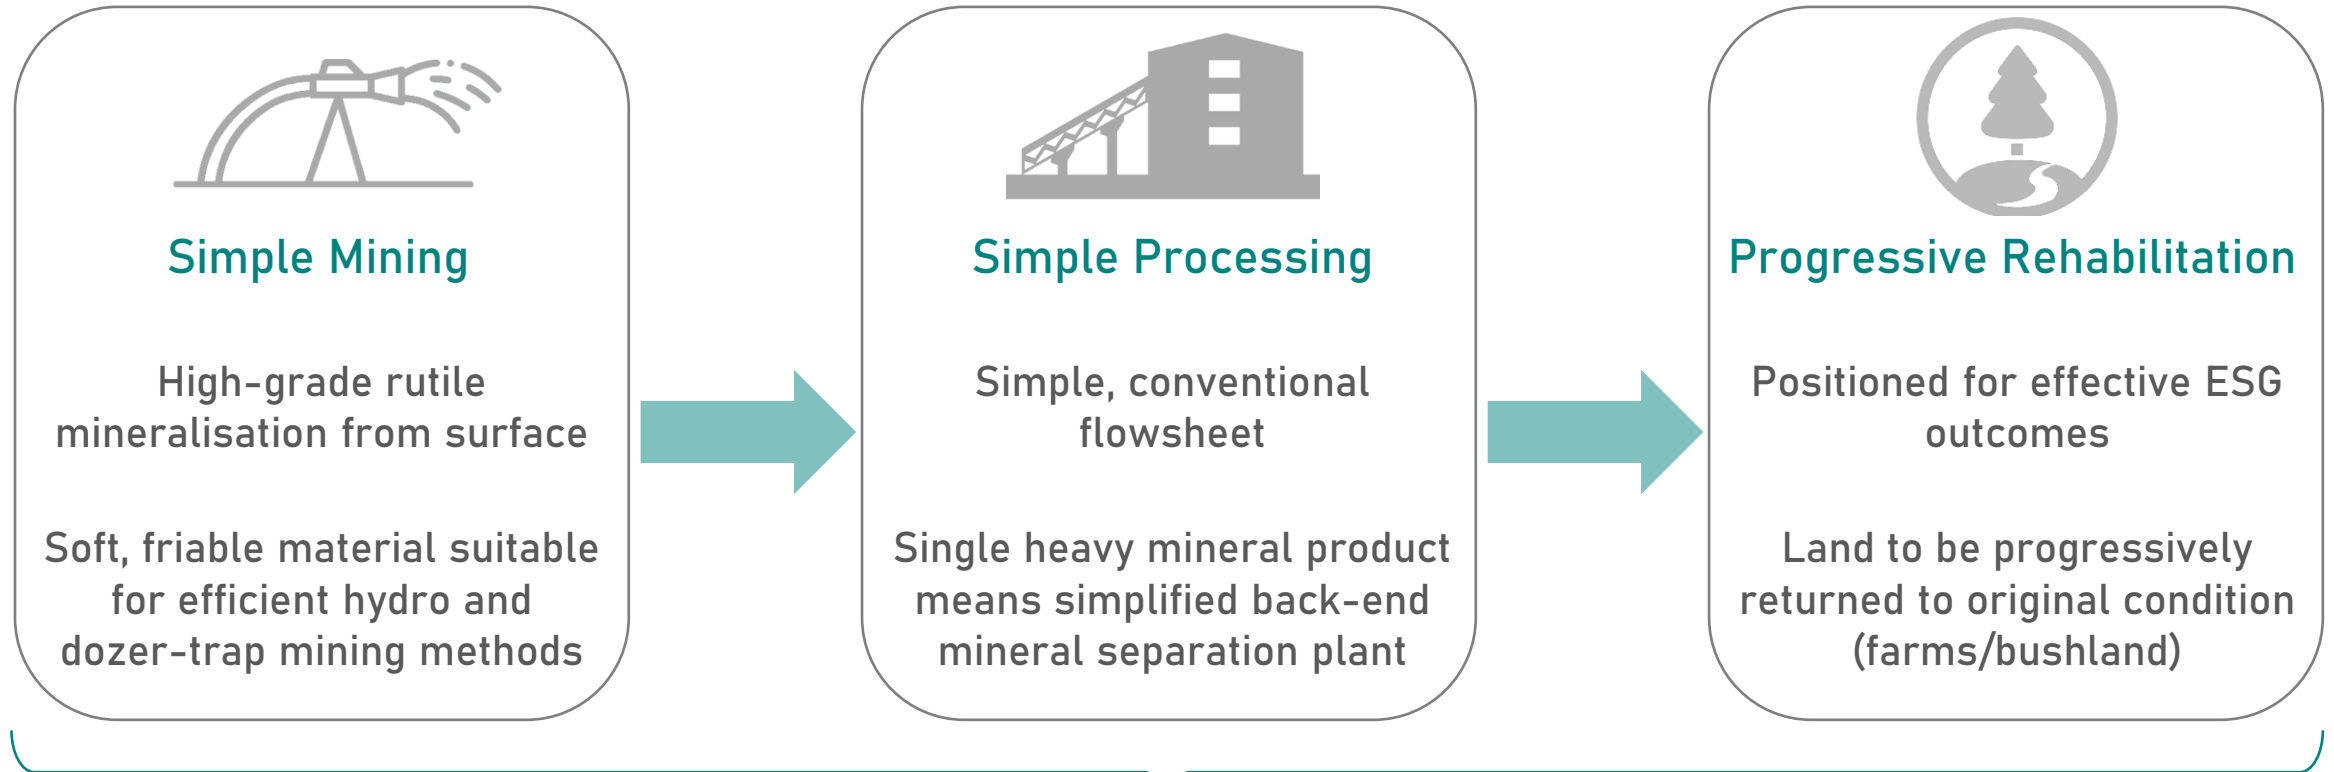 Simple Mining
High-grade rutile
mineralisation from surface
Soft, friable material suitable
for efficient hydro and
dozer-trap mining methods
Simple Processing
Simple, conventional
flowsheet
Single heavy mineral product
means simplified back-end
mineral separation plant
Progressive Rehabilitation
Positioned for effective ESG
outcomes
Land to be progressively
returned to original condition
(farms/bushland)